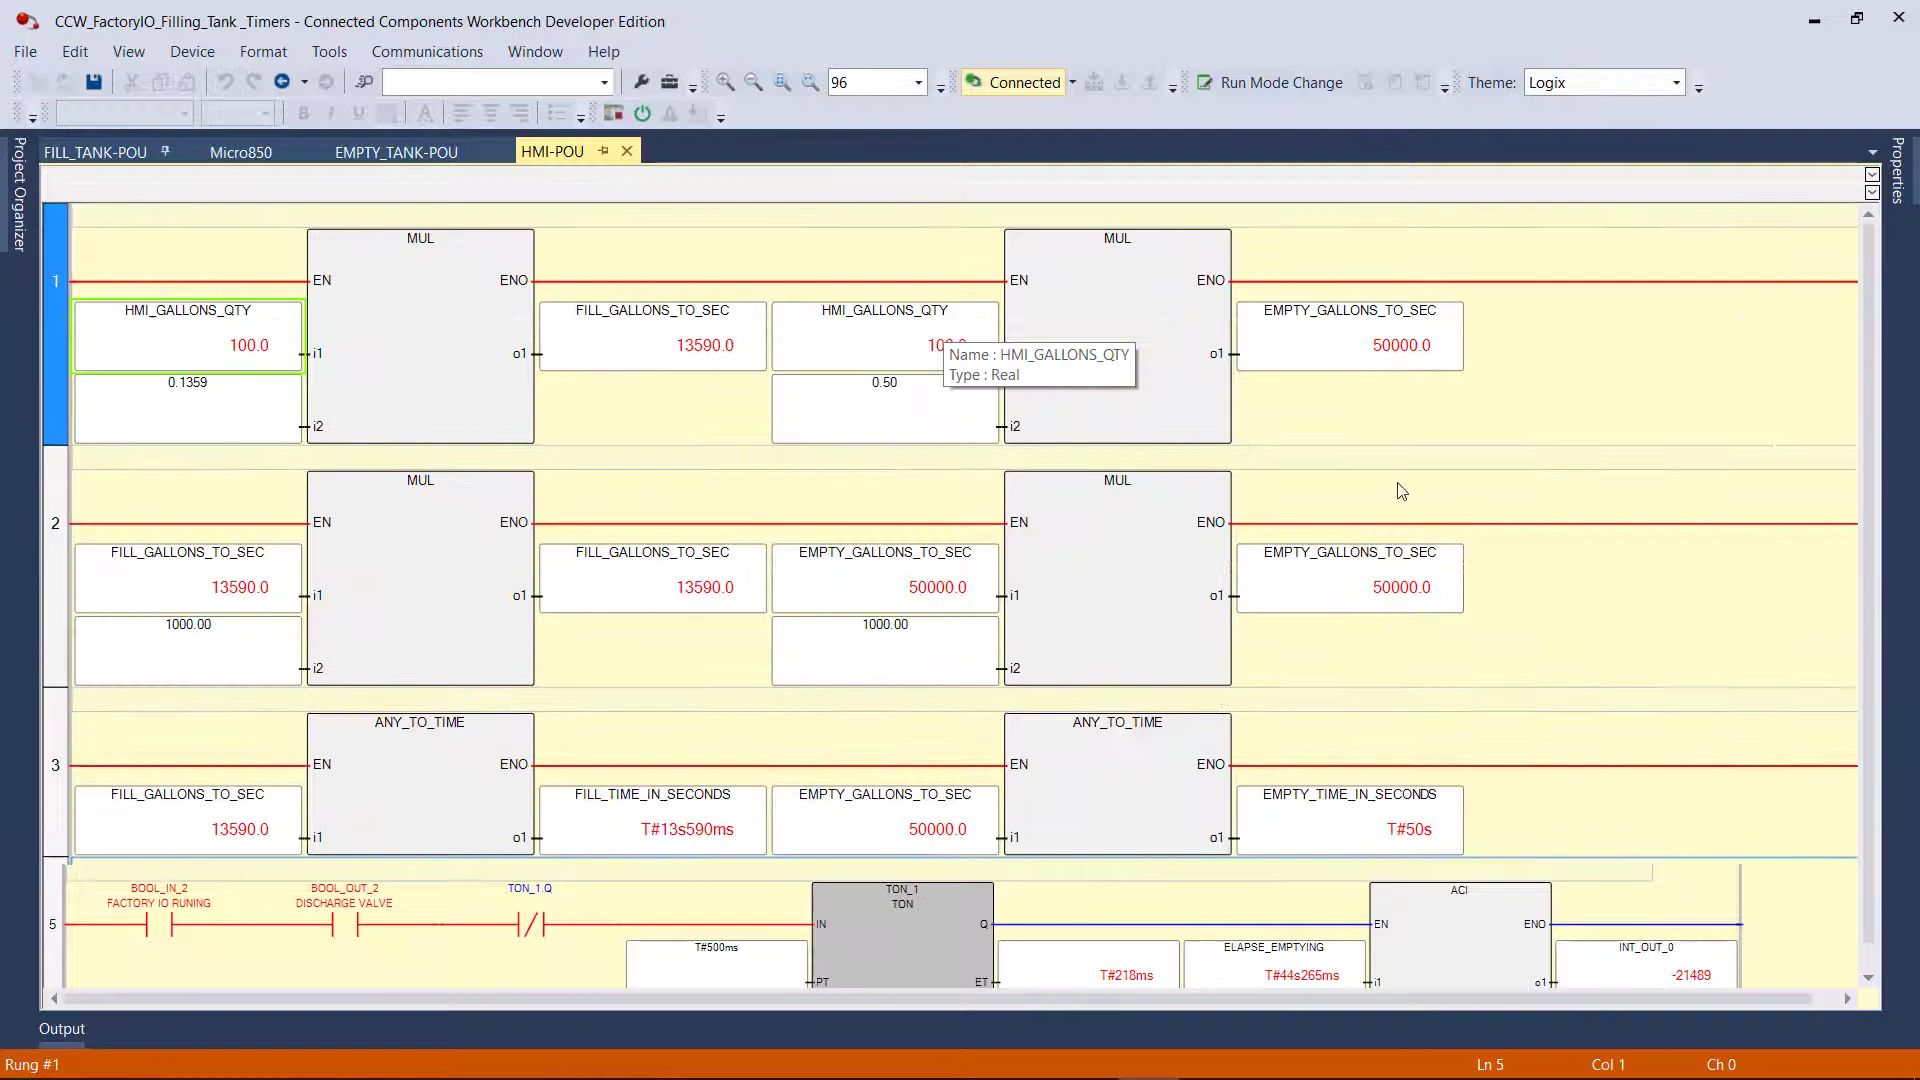 CCW_FactoryIO_Filling_Tank _Timers - Connected Components Workbench Developer Edition
File Edit View Device Format Tools Communications Window Help
96 Connected Run Mode Change Theme: Logix
B I U A
FILL_TANK-POU Micro850 EMPTY_TANK-POU HMI-POU
Project Organizer
Properties
MUL MUL
1 EN ENO EN ENO
HMI_GALLONS_QTY FILL_GALLONS_TO_SEC HMI_GALLONS_QTY EMPTY_GALLONS_TO_SEC
100.0 i1 o1 13590.0 o1 50000.0
Name : HMI_GALLONS_QTY
Type : Real
0.1359 0.50
i2 i2
MUL MUL
2 EN ENO EN ENO
FILL_GALLONS_TO_SEC FILL_GALLONS_TO_SEC EMPTY_GALLONS_TO_SEC EMPTY_GALLONS_TO_SEC
13590.0 i1 o1 13590.0 50000.0 i1 o1 50000.0
1000.00 1000.00
i2 i2
ANY_TO_TIME ANY_TO_TIME
3 EN ENO EN ENO
FILL_GALLONS_TO_SEC FILL_TIME_IN_SECONDS EMPTY_GALLONS_TO_SEC EMPTY_TIME_IN_SECONDS
13590.0 i1 o1 T#13s590ms 50000.0 i1 o1 T#50s
BOOL_IN_2 BOOL_OUT_2 TON_1.Q TON_1 ACI
FACTORY IO RUNING DISCHARGE VALVE TON
5 IN Q EN ENO
T#500ms ELAPSE_EMPTYING INT_OUT_0
PT ET T#218ms T#44s265ms i1 o1 -21489
Output
Rung #1 Ln 5 Col 1 Ch 0